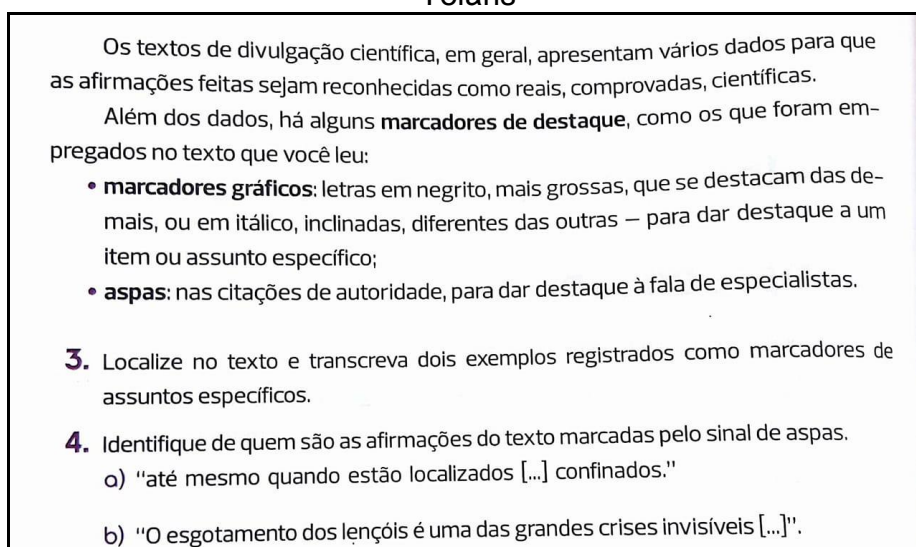 Os textos de divulgação científica, em geral, apresentam vários dados para que
as afirmações feitas sejam reconhecidas como reais, comprovadas, científicas.
Além dos dados, há alguns marcadores de destaque, como os que foram em-
pregados no texto que você leu:
• marcadores gráficos: letras em negrito, mais grossas, que se destacam das de-
mais, ou em itálico, inclinadas, diferentes das outras – para dar destaque a um
item ou assunto específico;
• aspas: nas citações de autoridade, para dar destaque à fala de especialistas.
3. Localize no texto e transcreva dois exemplos registrados como marcadores de
assuntos específicos.
4. Identifique de quem são as afirmações do texto marcadas pelo sinal de aspas.
a) "até mesmo quando estão localizados [...] confinados."
b) "O esgotamento dos lençóis é uma das grandes crises invisíveis [...]".